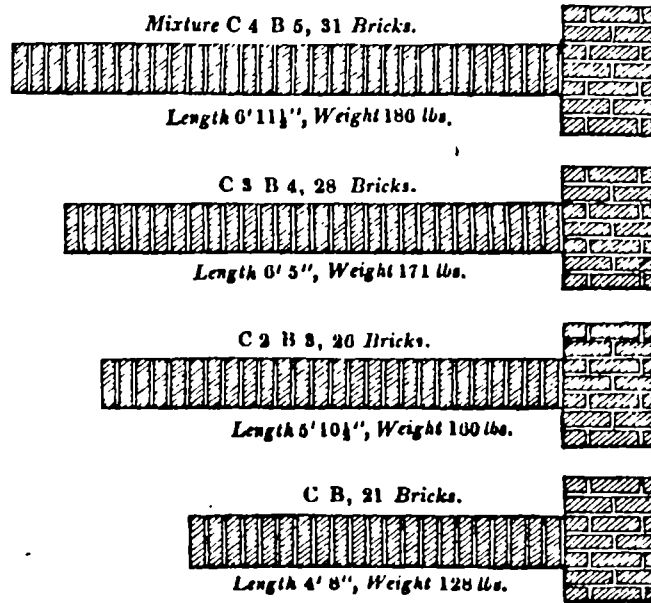 Mixture C 4 B 5, 31 Bricks.
Length 6' 11½", Weight 186 lbs.
C 3 B 4, 28 Bricks.
Length 6' 5", Weight 171 lbs.
C 2 B 3, 26 Bricks.
Length 5' 10½", Weight 160 lbs.
C B, 21 Bricks.
Length 4' 8", Weight 128 lbs.